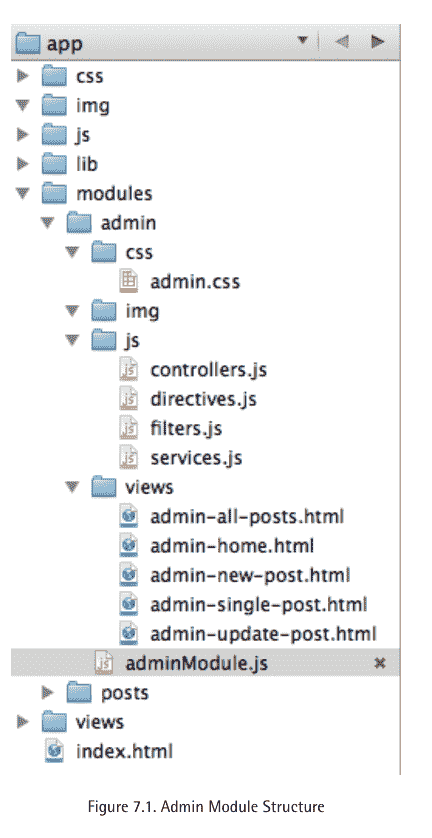 app
css
img
js
lib
modules
admin
css
admin.css
img
js
controllers.js
directives.js
filters.js
services.js
views
admin-all-posts.html
admin-home.html
admin-new-post.html
admin-single-post.html
admin-update-post.html
adminModule.js
posts
views
index.html
Figure 7.1. Admin Module Structure